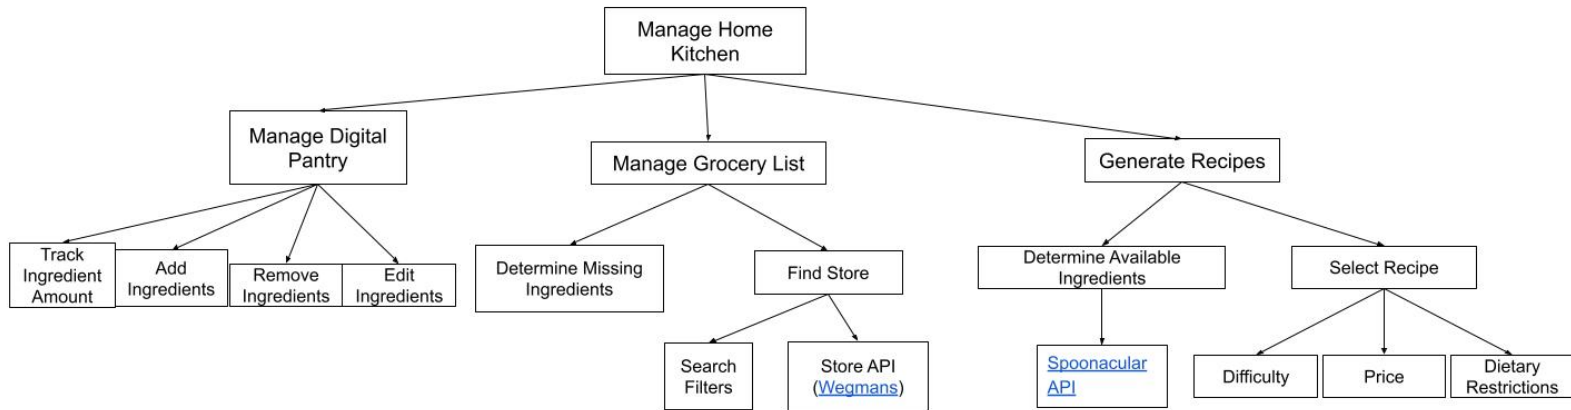 Manage Home
Kitchen
Manage Digital
Pantry
Manage Grocery List
Generate Recipes
Track
Ingredient
Amount
Add
Ingredients
Remove
Ingredients
Edit
Ingredients
Determine Missing
Ingredients
Find Store
Determine Available
Ingredients
Select Recipe
Search
Filters
Store API
(Wegmans)
Spoonacular
API
Difficulty
Price
Dietary
Restrictions